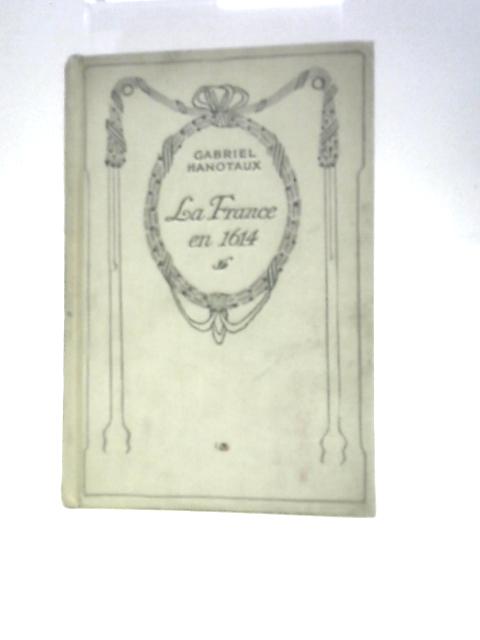 GABRIEL
HANOTAUX
La France
en 1614